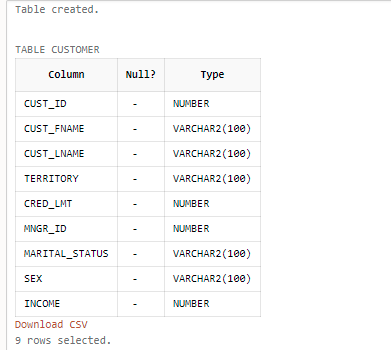 Table created.
TABLE CUSTOMER
Column Null? Type
CUST_ID - NUMBER
CUST_FNAME - VARCHAR2(100)
CUST_LNAME - VARCHAR2(100)
TERRITORY - VARCHAR2(100)
CRED_LMT - NUMBER
MNGR_ID - NUMBER
MARITAL_STATUS - VARCHAR2(100)
SEX - VARCHAR2(100)
INCOME - NUMBER
Download CSV
9 rows selected.